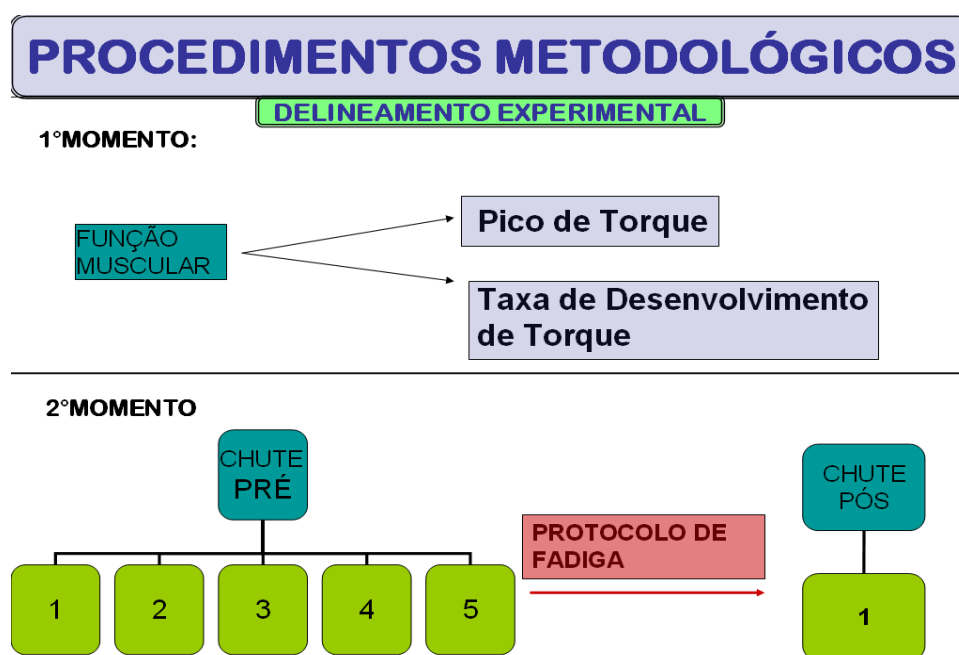 PROCEDIMENTOS METODOLÓGICOS
DELINEAMENTO EXPERIMENTAL
1°MOMENTO:
FUNÇÃO
MUSCULAR
Pico de Torque
Taxa de Desenvolvimento
de Torque
2°MOMENTO
CHUTE
PRÉ
1
2
3
4
5
PROTOCOLO DE
FADIGA
CHUTE
PÓS
1